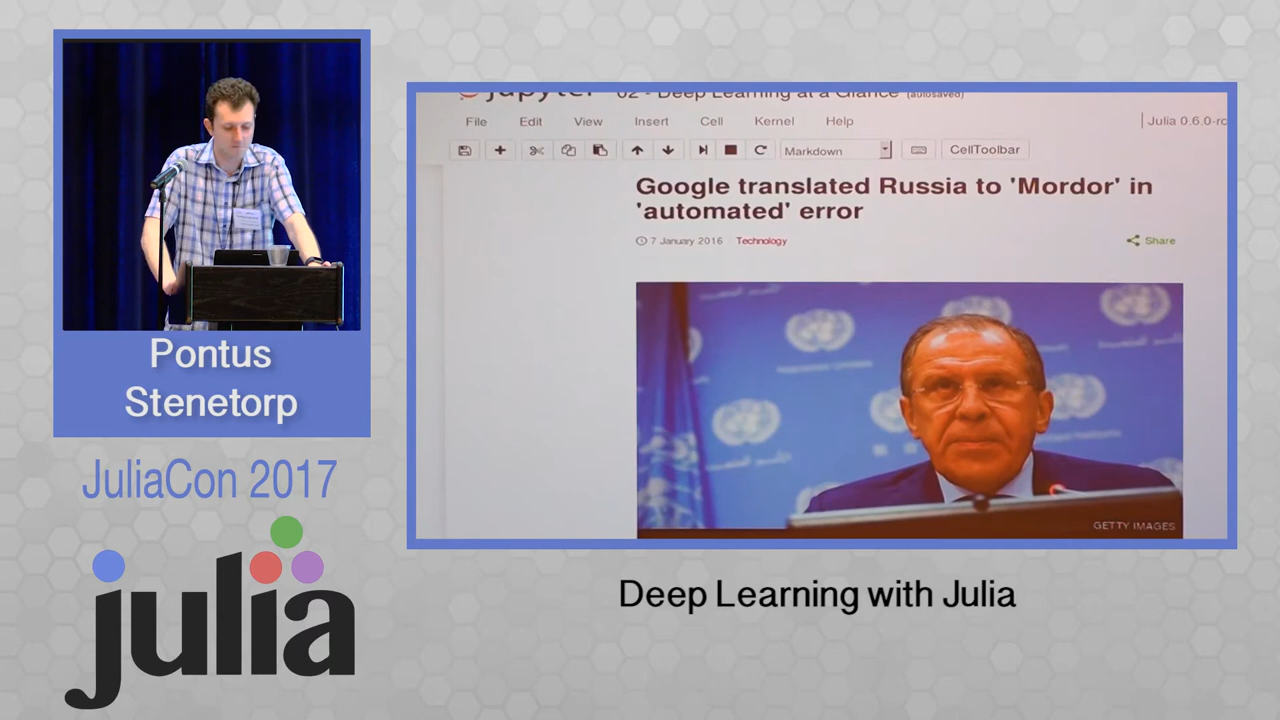 Pontus
Stenetorp
JuliaCon 2017
julia
jupyter 02 - Deep Learning at a Glance (autosaved)
File Edit View Insert Cell Kernel Help
Julia 0.6.0-rc
Markdown
CellToolbar
Google translated Russia to 'Mordor' in
'automated' error
7 January 2016 Technology
Share
GETTY IMAGES
Deep Learning with Julia